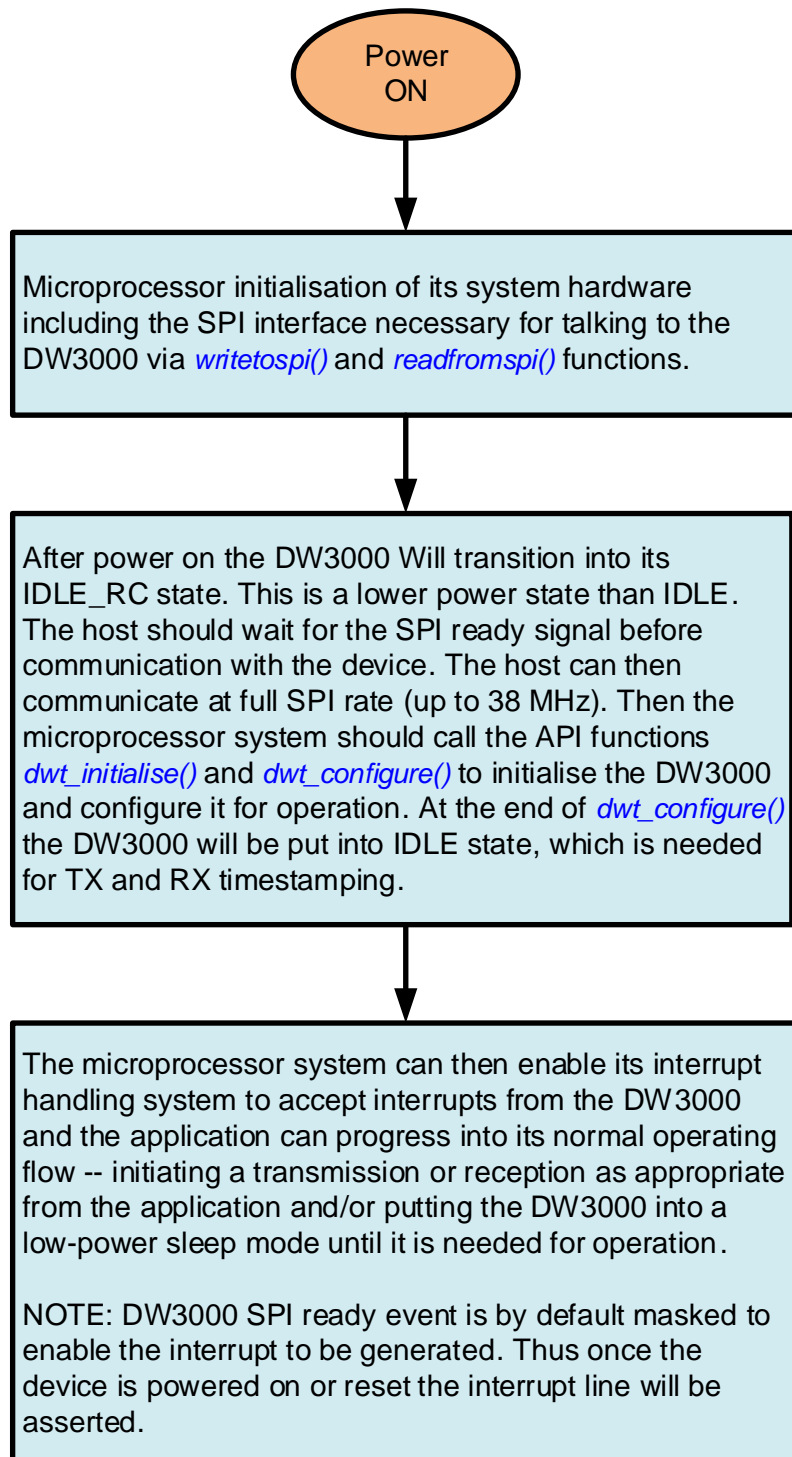 Power
ON
Microprocessor initialisation of its system hardware
including the SPI interface necessary for talking to the
DW3000 via writetospi() and readfromspi() functions.
After power on the DW3000 Will transition into its
IDLE_RC state. This is a lower power state than IDLE.
The host should wait for the SPI ready signal before
communication with the device. The host can then
communicate at full SPI rate (up to 38 MHz). Then the
microprocessor system should call the API functions
dwt_initialise() and dwt_configure() to initialise the DW3000
and configure it for operation. At the end of dwt_configure()
the DW3000 will be put into IDLE state, which is needed
for TX and RX timestamping.
The microprocessor system can then enable its interrupt
handling system to accept interrupts from the DW3000
and the application can progress into its normal operating
flow -- initiating a transmission or reception as appropriate
from the application and/or putting the DW3000 into a
low-power sleep mode until it is needed for operation.
NOTE: DW3000 SPI ready event is by default masked to
enable the interrupt to be generated. Thus once the
device is powered on or reset the interrupt line will be
asserted.